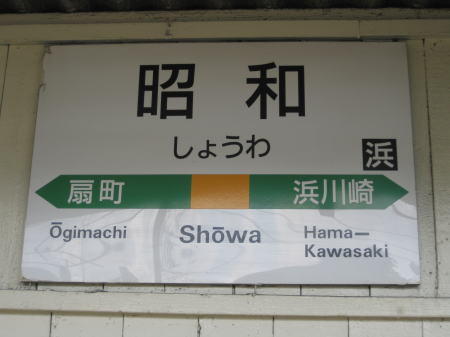 昭和
しょうわ
浜
扇町 浜川崎
Ōgimachi Shōwa Hama–
Kawasaki